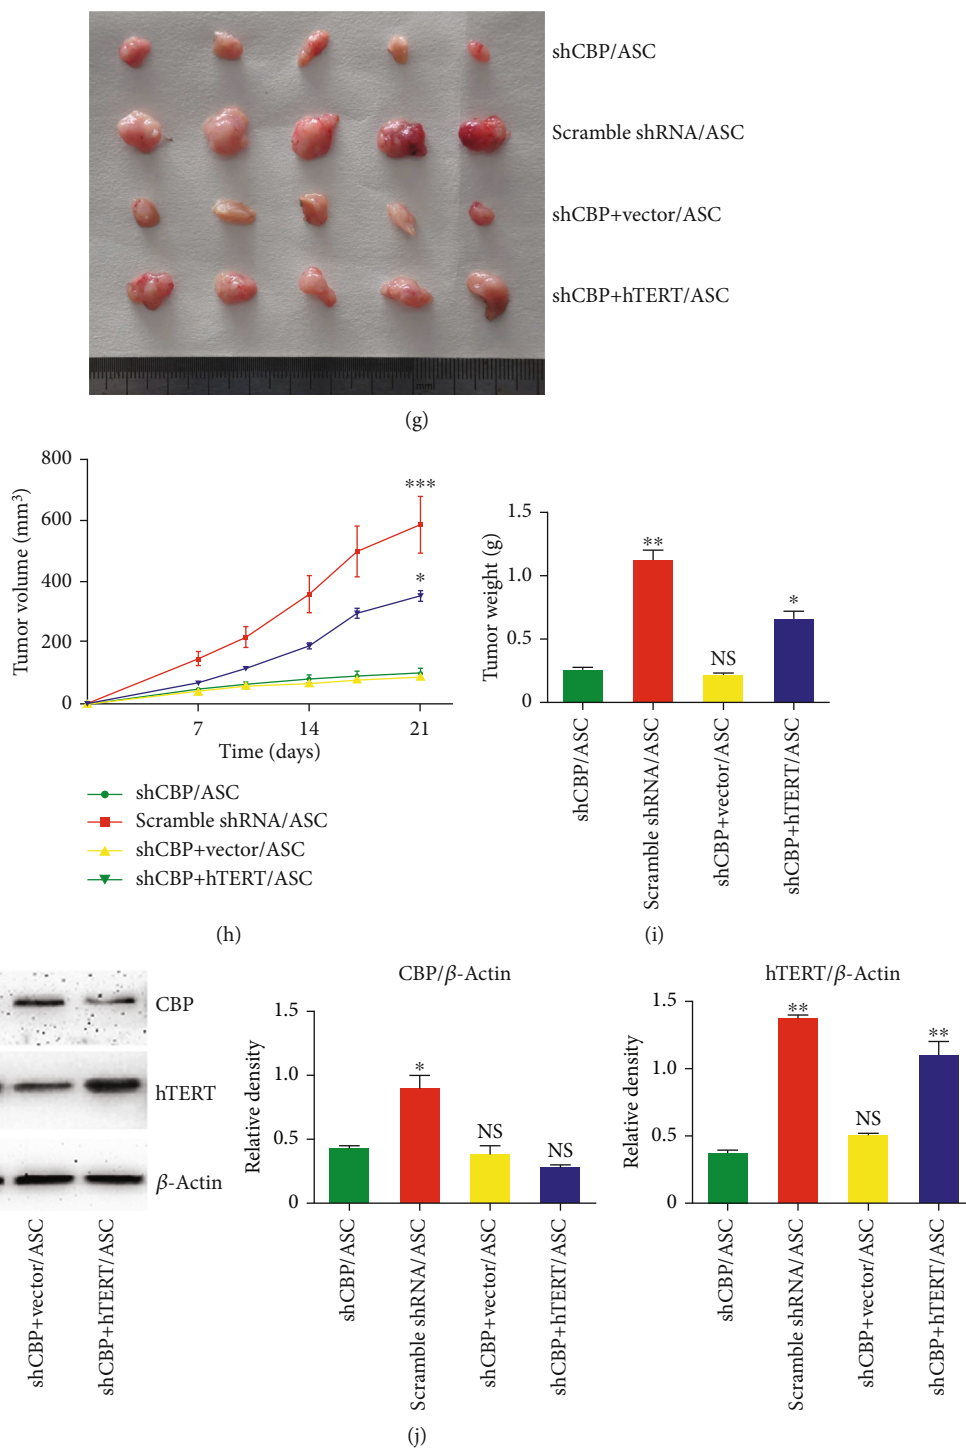 shCBP/ASC
Scramble shRNA/ASC
shCBP+vector/ASC
shCBP+hTERT/ASC
mm
(g)
800
600
400
200
0
Tumor volume (mm³)
***
*
7 14 21
Time (days)
shCBP/ASC
Scramble shRNA/ASC
shCBP+vector/ASC
shCBP+hTERT/ASC
(h)
1.5
1.0
0.5
0
Tumor weight (g)
**
NS
*
shCBP/ASC
Scramble shRNA/ASC
shCBP+vector/ASC
shCBP+hTERT/ASC
(i)
CBP
hTERT
β-Actin
shCBP+vector/ASC
shCBP+hTERT/ASC
CBP/β-Actin
1.5
1.0
0.5
0
Relative density
*
NS
NS
shCBP/ASC
Scramble shRNA/ASC
shCBP+vector/ASC
shCBP+hTERT/ASC
hTERT/β-Actin
1.5
1.0
0.5
0
Relative density
**
NS
**
shCBP/ASC
Scramble shRNA/ASC
shCBP+vector/ASC
shCBP+hTERT/ASC
(j)